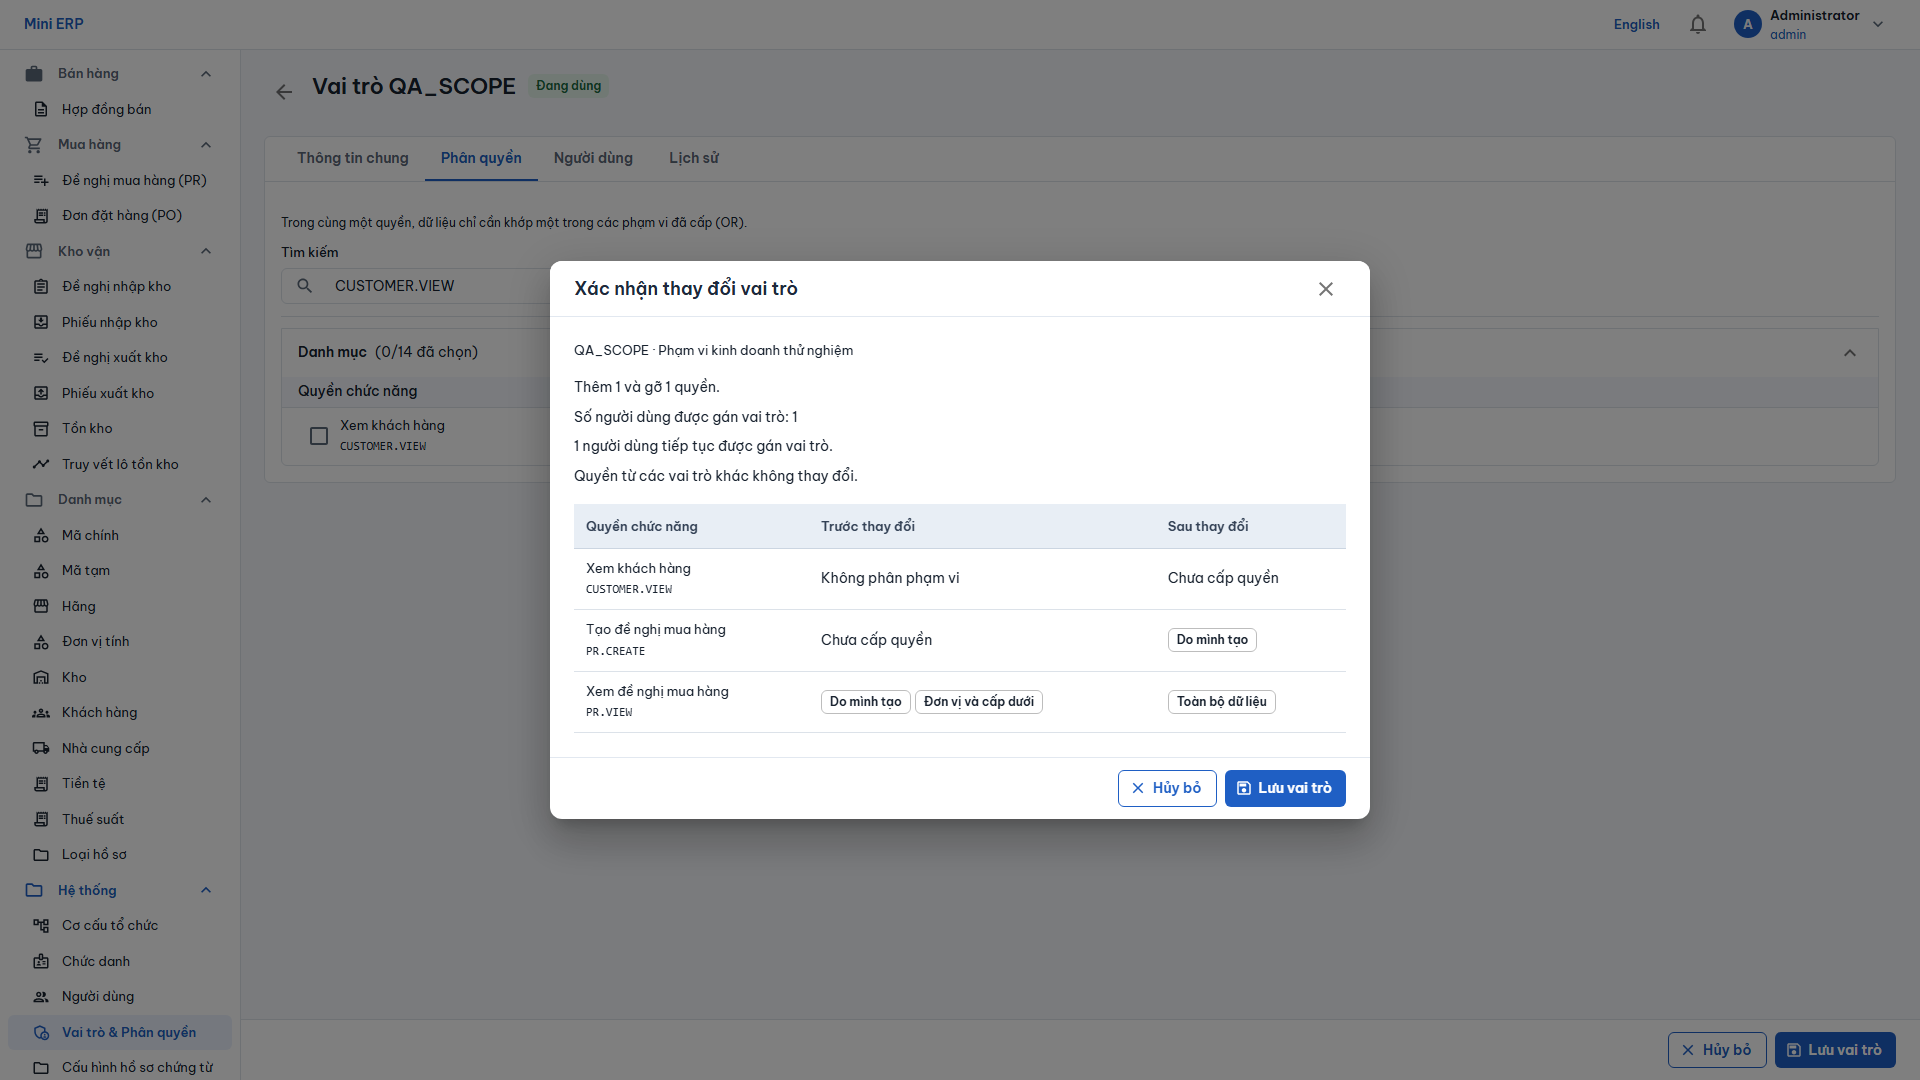 Mini ERP
English
A
Administrator
admin
Bán hàng
Hợp đồng bán
Mua hàng
Đề nghị mua hàng (PR)
Đơn đặt hàng (PO)
Kho vận
Đề nghị nhập kho
Phiếu nhập kho
Đề nghị xuất kho
Phiếu xuất kho
Tồn kho
Truy vết lô tồn kho
Danh mục
Mã chính
Mã tạm
Hãng
Đơn vị tính
Kho
Khách hàng
Nhà cung cấp
Tiền tệ
Thuế suất
Loại hồ sơ
Hệ thống
Cơ cấu tổ chức
Chức danh
Người dùng
Vai trò & Phân quyền
Cấu hình hồ sơ chứng từ
Vai trò QA_SCOPE
Đang dùng
Thông tin chung
Phân quyền
Người dùng
Lịch sử
Trong cùng một quyền, dữ liệu chỉ cần khớp một trong các phạm vi đã cấp (OR).
Tìm kiếm
CUSTOMER.VIEW
Danh mục (0/14 đã chọn)
Quyền chức năng
Xem khách hàng
CUSTOMER.VIEW
Xác nhận thay đổi vai trò
QA_SCOPE · Phạm vi kinh doanh thử nghiệm
Thêm 1 và gỡ 1 quyền.
Số người dùng được gán vai trò: 1
1 người dùng tiếp tục được gán vai trò.
Quyền từ các vai trò khác không thay đổi.
Quyền chức năng Trước thay đổi Sau thay đổi
Xem khách hàng
CUSTOMER.VIEW
Không phân phạm vi
Chưa cấp quyền
Tạo đề nghị mua hàng
PR.CREATE
Chưa cấp quyền
Do mình tạo
Xem đề nghị mua hàng
PR.VIEW
Do mình tạo Đơn vị và cấp dưới
Toàn bộ dữ liệu
Hủy bỏ
Lưu vai trò
Hủy bỏ
Lưu vai trò